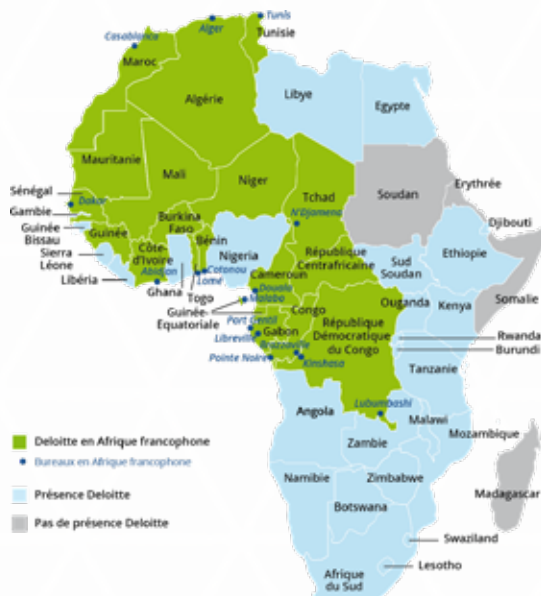 Tunis
Casablanca
Alger
Tunisie
Maroc
Algérie
Libye
Egypte
Mauritanie
Mali
Niger
Tchad
Soudan
Erythrée
Sénégal
Dakar
Gambie
Guinée
Bissau
Guinée
Burkina
Faso
Bénin
N'Djamena
Djibouti
Sierra
Léone
Côte-
d'Ivoire
Nigeria
République
Centrafricaine
Sud
Soudan
Ethiopie
Libéria
Abidjan
Cotonou
Lomé
Ghana
Togo
Cameroun
Douala
Malabo
Guinée-
Equatoriale
Ouganda
Kenya
Somalie
Port Gentil
Congo
Gabon
Libreville
République
Démocratique
du Congo
Rwanda
Burundi
Brazzaville
Pointe Noire
Kinshasa
Tanzanie
Angola
Lubumbashi
Malawi
Mozambique
Zambie
Deloitte en Afrique francophone
Bureaux en Afrique francophone
Présence Deloitte
Pas de présence Deloitte
Namibie
Zimbabwe
Madagascar
Botswana
Swaziland
Lesotho
Afrique
du Sud